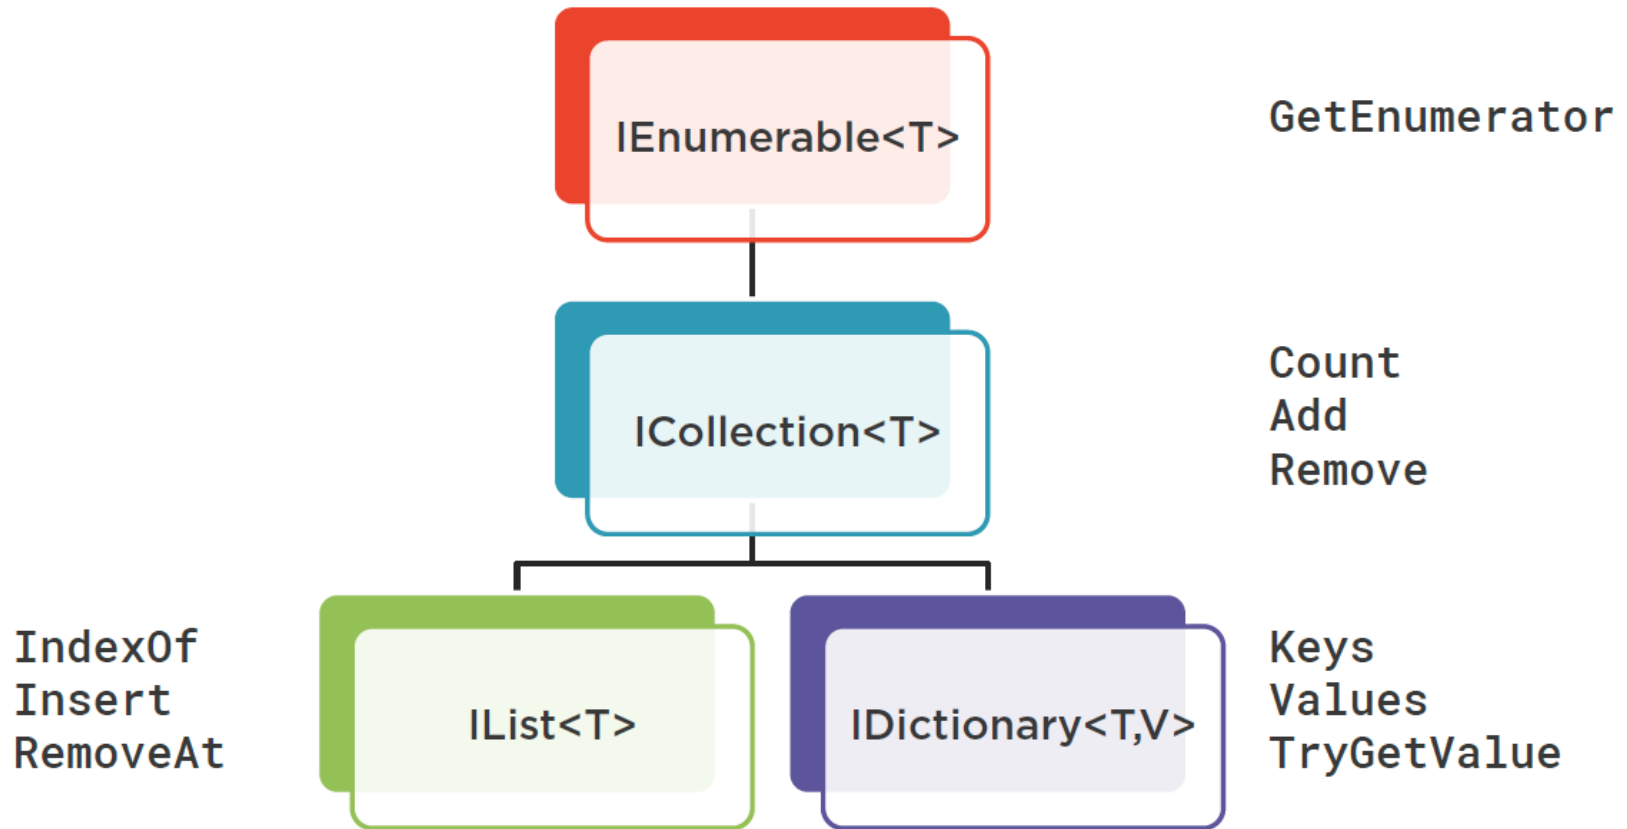 IEnumerable<T>
GetEnumerator
ICollection<T>
Count
Add
Remove
IndexOf
Insert
RemoveAt
IList<T>
IDictionary<T,V>
Keys
Values
TryGetValue